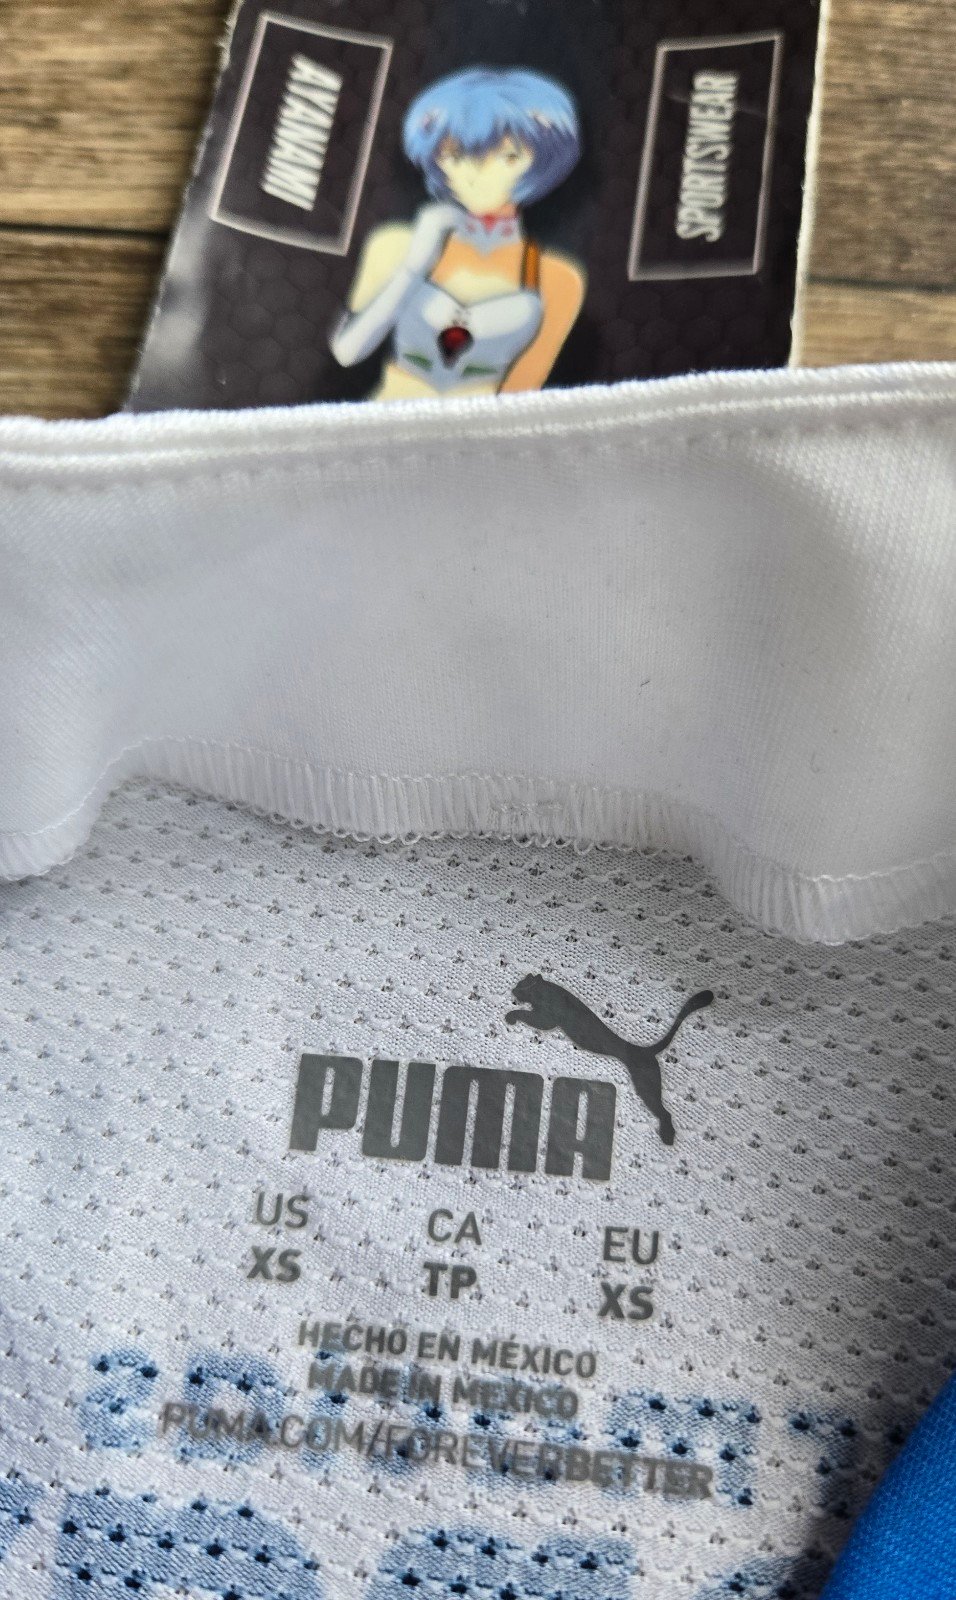 AYANAMI
SPORTSWEAR
PUMA
US CA EU
XS TP XS
HECHO EN MÉXICO
MADE IN MEXICO
PUMA.COM/FOREVERBETTER